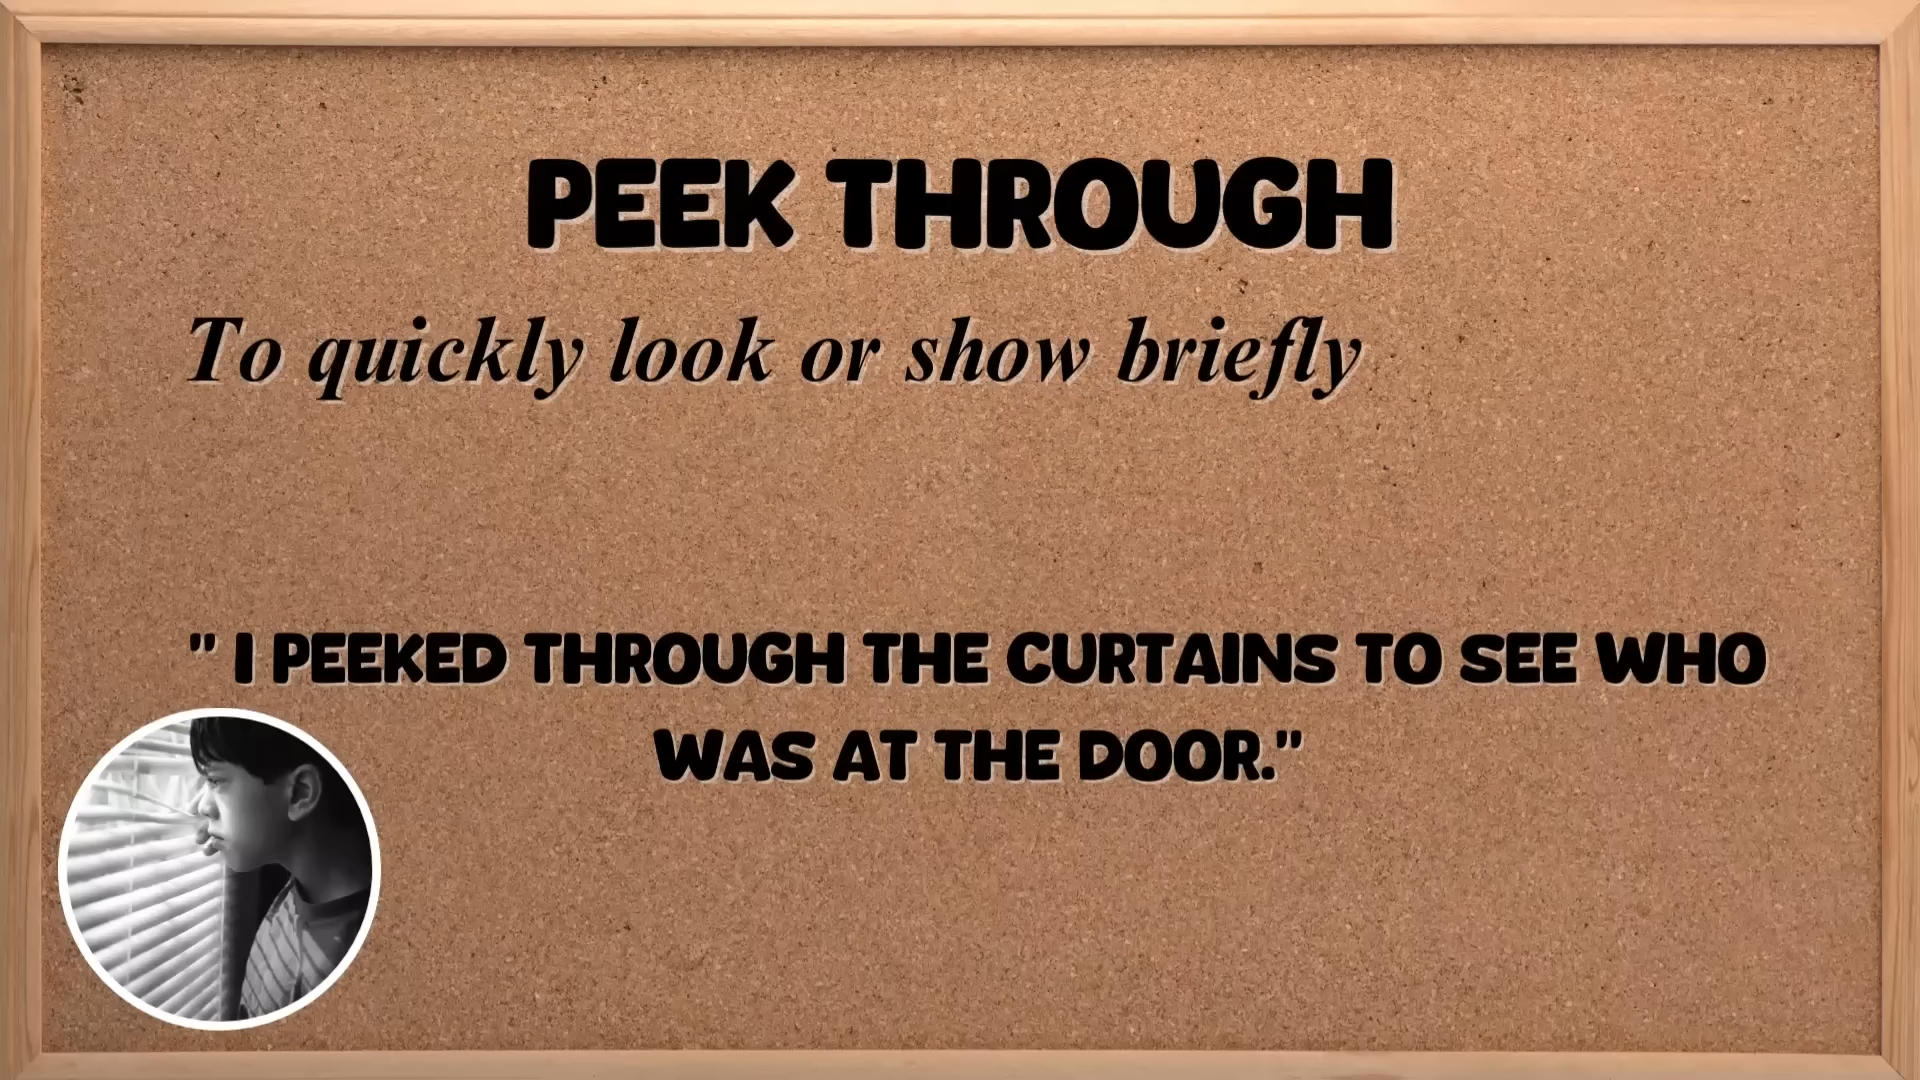 PEEK THROUGH
To quickly look or show briefly
" I PEEKED THROUGH THE CURTAINS TO SEE WHO
WAS AT THE DOOR."